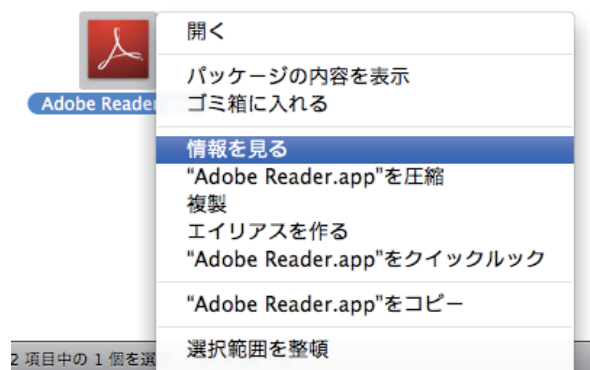 開く
パッケージの内容を表示
ゴミ箱に入れる
Adobe Reader
情報を見る
“Adobe Reader.app”を圧縮
複製
エイリアスを作る
“Adobe Reader.app”をクイックルック
“Adobe Reader.app”をコピー
選択範囲を整頓
2 項目中の 1 個を選